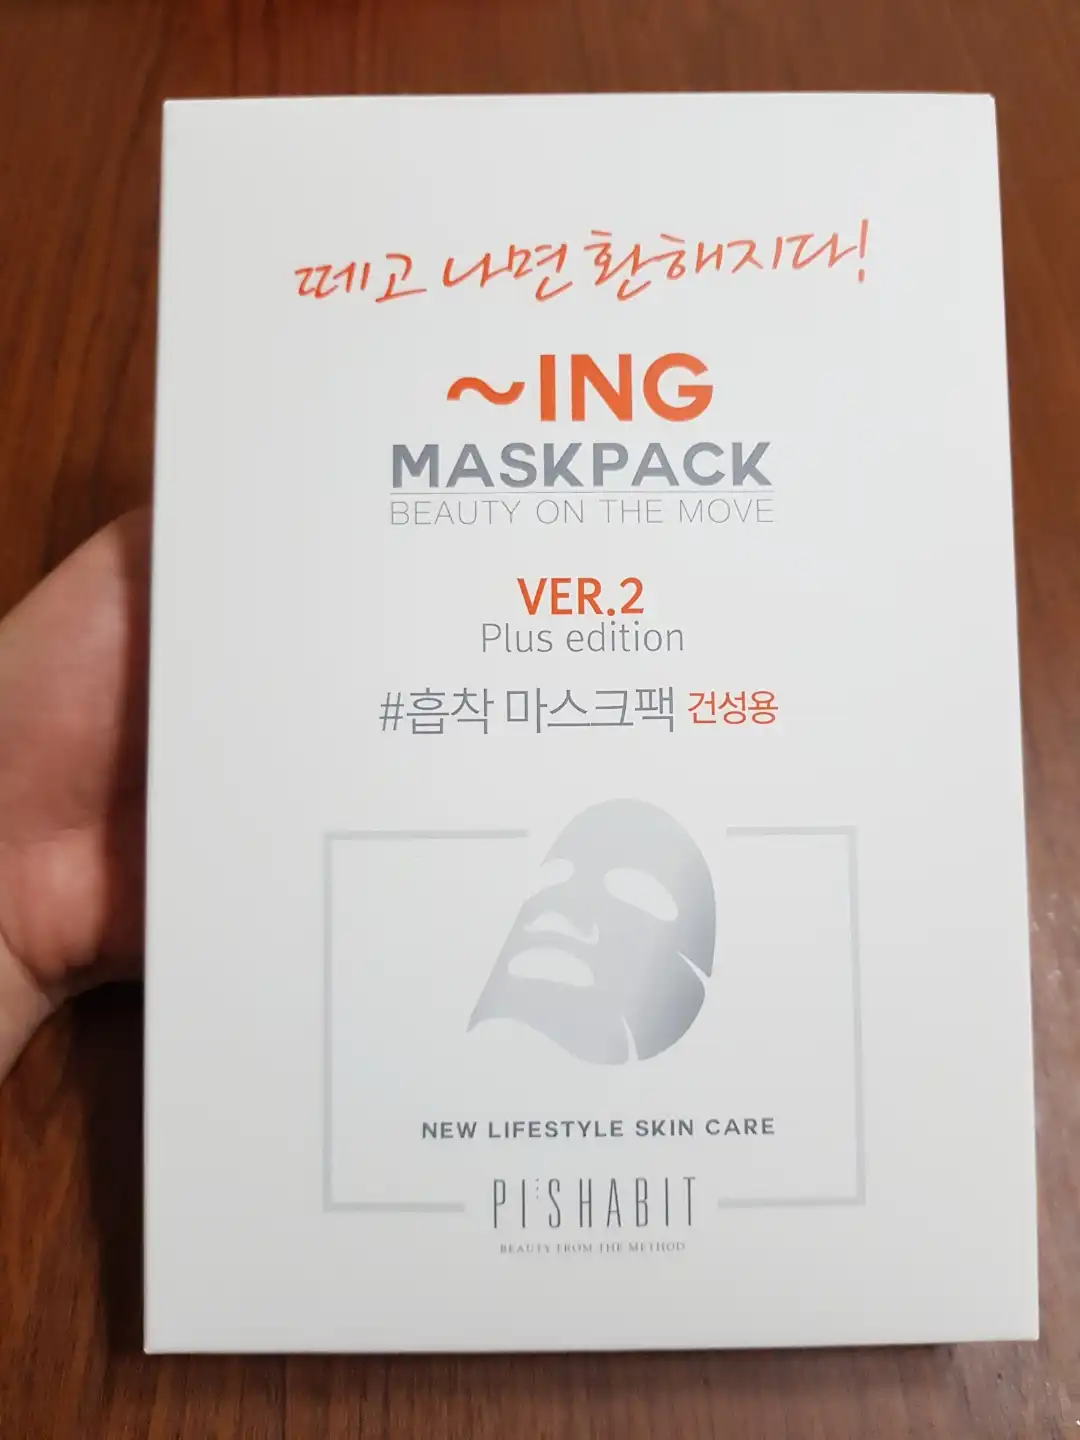 떼고 나면 환해지다!
~ING
MASKPACK
BEAUTY ON THE MOVE
VER.2
Plus edition
#흡착 마스크팩 건성용
NEW LIFESTYLE SKIN CARE
PI:SHABIT
BEAUTY FROM THE METHOD